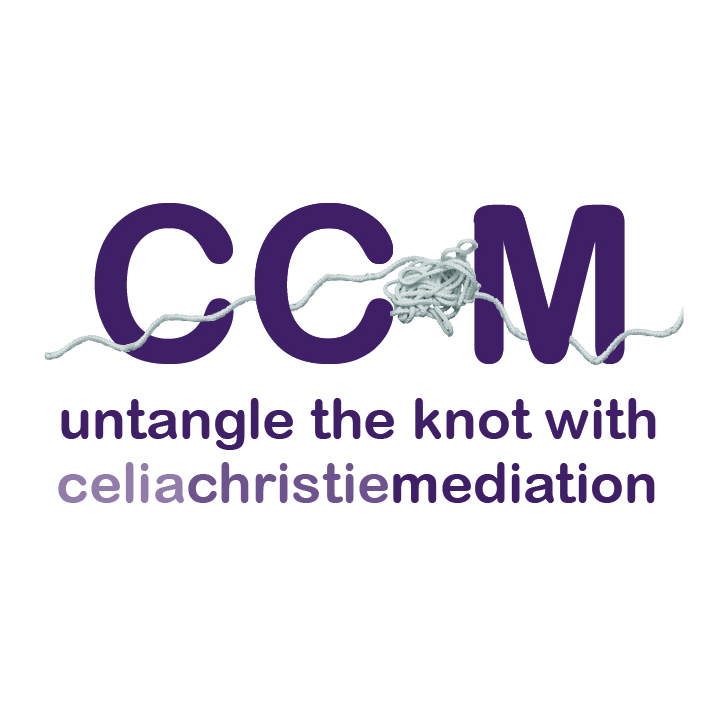 CCM
untangle the knot with
celiachristiemediation